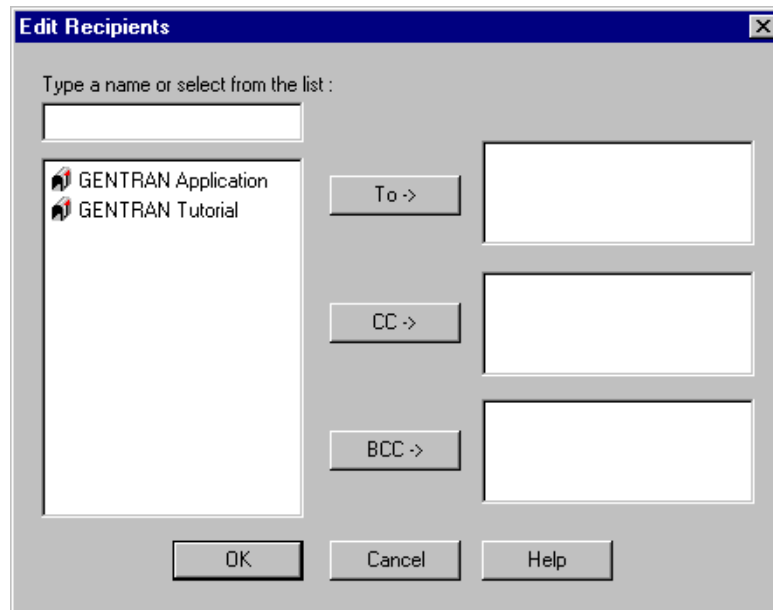 Edit Recipients
Type a name or select from the list :
GENTRAN Application
GENTRAN Tutorial
To ->
CC ->
BCC ->
OK
Cancel
Help